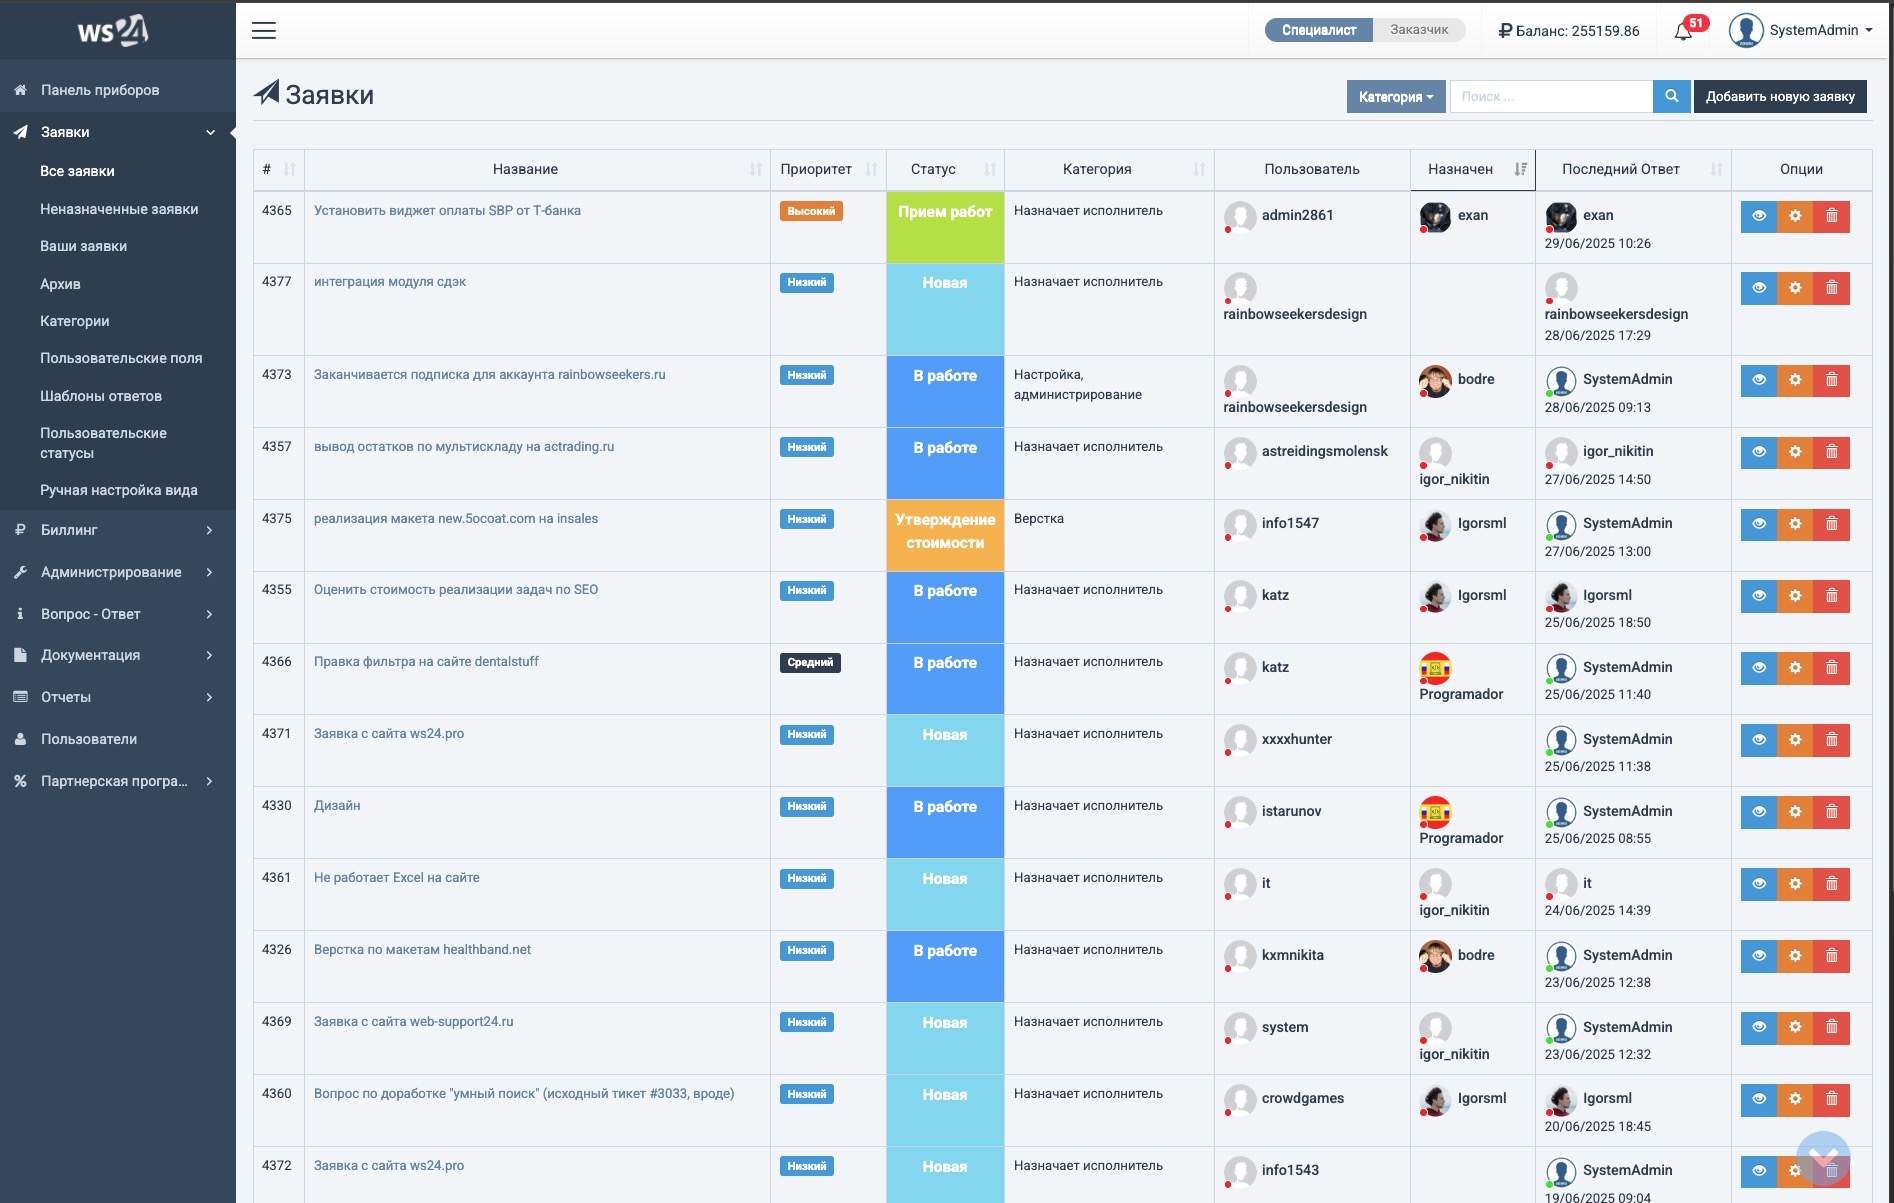 ws24
Специалист Заказчик
Баланс: 255159.86
51
SystemAdmin
Панель приборов
Заявки
Все заявки
Неназначенные заявки
Ваши заявки
Архив
Категории
Пользовательские поля
Шаблоны ответов
Пользовательские
статусы
Ручная настройка вида
Биллинг
Администрирование
Вопрос - Ответ
Документация
Отчеты
Пользователи
Партнерская програ...
Заявки
Категория Поиск ... Добавить новую заявку
# Название Приоритет Статус Категория Пользователь Назначен Последний Ответ Опции
4365 Установить виджет оплаты SBP от Т-банка Высокий Прием работ Назначает исполнитель admin2861 exan exan
29/06/2025 10:26
4377 интеграция модуля сдэк Низкий Новая Назначает исполнитель
rainbowseekersdesign rainbowseekersdesign
28/06/2025 17:29
4373 Заканчивается подписка для аккаунта rainbowseekers.ru Низкий В работе Настройка, bodre SystemAdmin
администрирование
rainbowseekersdesign 28/06/2025 09:13
4357 вывод остатков по мультискладу на actrading.ru Низкий В работе Назначает исполнитель astreidingsmolensk igor_nikitin
igor_nikitin 27/06/2025 14:50
4375 реализация макета new.5ocoat.com на insales Низкий Утверждение Верстка info1547 Igorsml SystemAdmin
стоимости 27/06/2025 13:00
4355 Оценить стоимость реализации задач по SEO Низкий В работе Назначает исполнитель katz Igorsml Igorsml
25/06/2025 18:50
4366 Правка фильтра на сайте dentalstuff Средний В работе Назначает исполнитель katz SystemAdmin
Programador 25/06/2025 11:40
4371 Заявка с сайта ws24.pro Низкий Новая Назначает исполнитель xxxxhunter SystemAdmin
25/06/2025 11:38
4330 Дизайн Низкий В работе Назначает исполнитель istarunov SystemAdmin
Programador 25/06/2025 08:55
4361 Не работает Excel на сайте Низкий Новая Назначает исполнитель it it
igor_nikitin 24/06/2025 14:39
4326 Верстка по макетам healthband.net Низкий В работе Назначает исполнитель kxmnikita bodre SystemAdmin
23/06/2025 12:38
4369 Заявка с сайта web-support24.ru Низкий Новая Назначает исполнитель system SystemAdmin
igor_nikitin 23/06/2025 12:32
4360 Вопрос по доработке "умный поиск" (исходный тикет #3033, вроде) Низкий Новая Назначает исполнитель crowdgames Igorsml Igorsml
20/06/2025 18:45
4372 Заявка с сайта ws24.pro Низкий Новая Назначает исполнитель info1543 SystemAdmin
19/06/2025 09:04